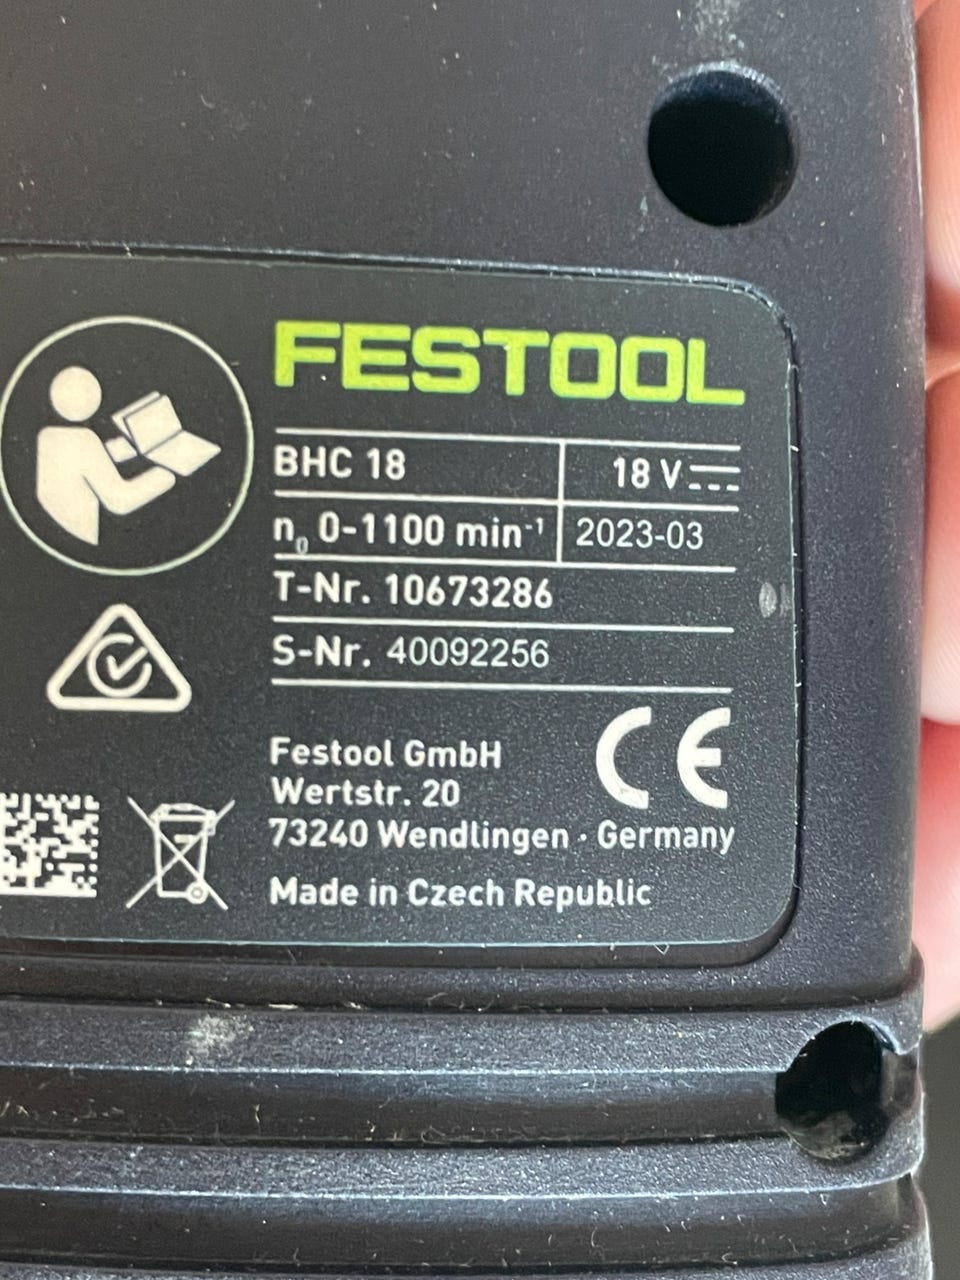 FESTOOL
BHC 18 18 V
n₀ 0-1100 min⁻¹ 2023-03
T-Nr. 10673286
S-Nr. 40092256
Festool GmbH
Wertstr. 20
73240 Wendlingen · Germany
CE
Made in Czech Republic